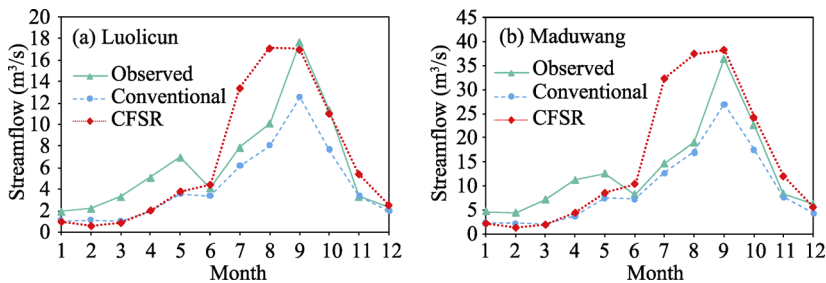 (a) Luolicun
Observed
Conventional
CFSR
Streamflow (m³/s)
20
18
16
14
12
10
8
6
4
2
0
1 2 3 4 5 6 7 8 9 10 11 12
Month
(b) Maduwang
Observed
Conventional
CFSR
Streamflow (m³/s)
45
40
35
30
25
20
15
10
5
0
1 2 3 4 5 6 7 8 9 10 11 12
Month